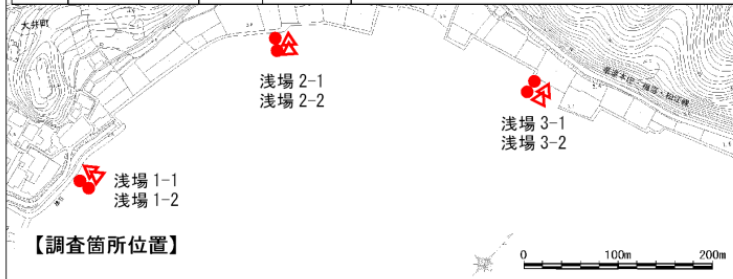 大井町
浅場 2-1
浅場 2-2
浅場 3-1
浅場 3-2
浅場 1-1
浅場 1-2
【調査箇所位置】
0 100m 200m